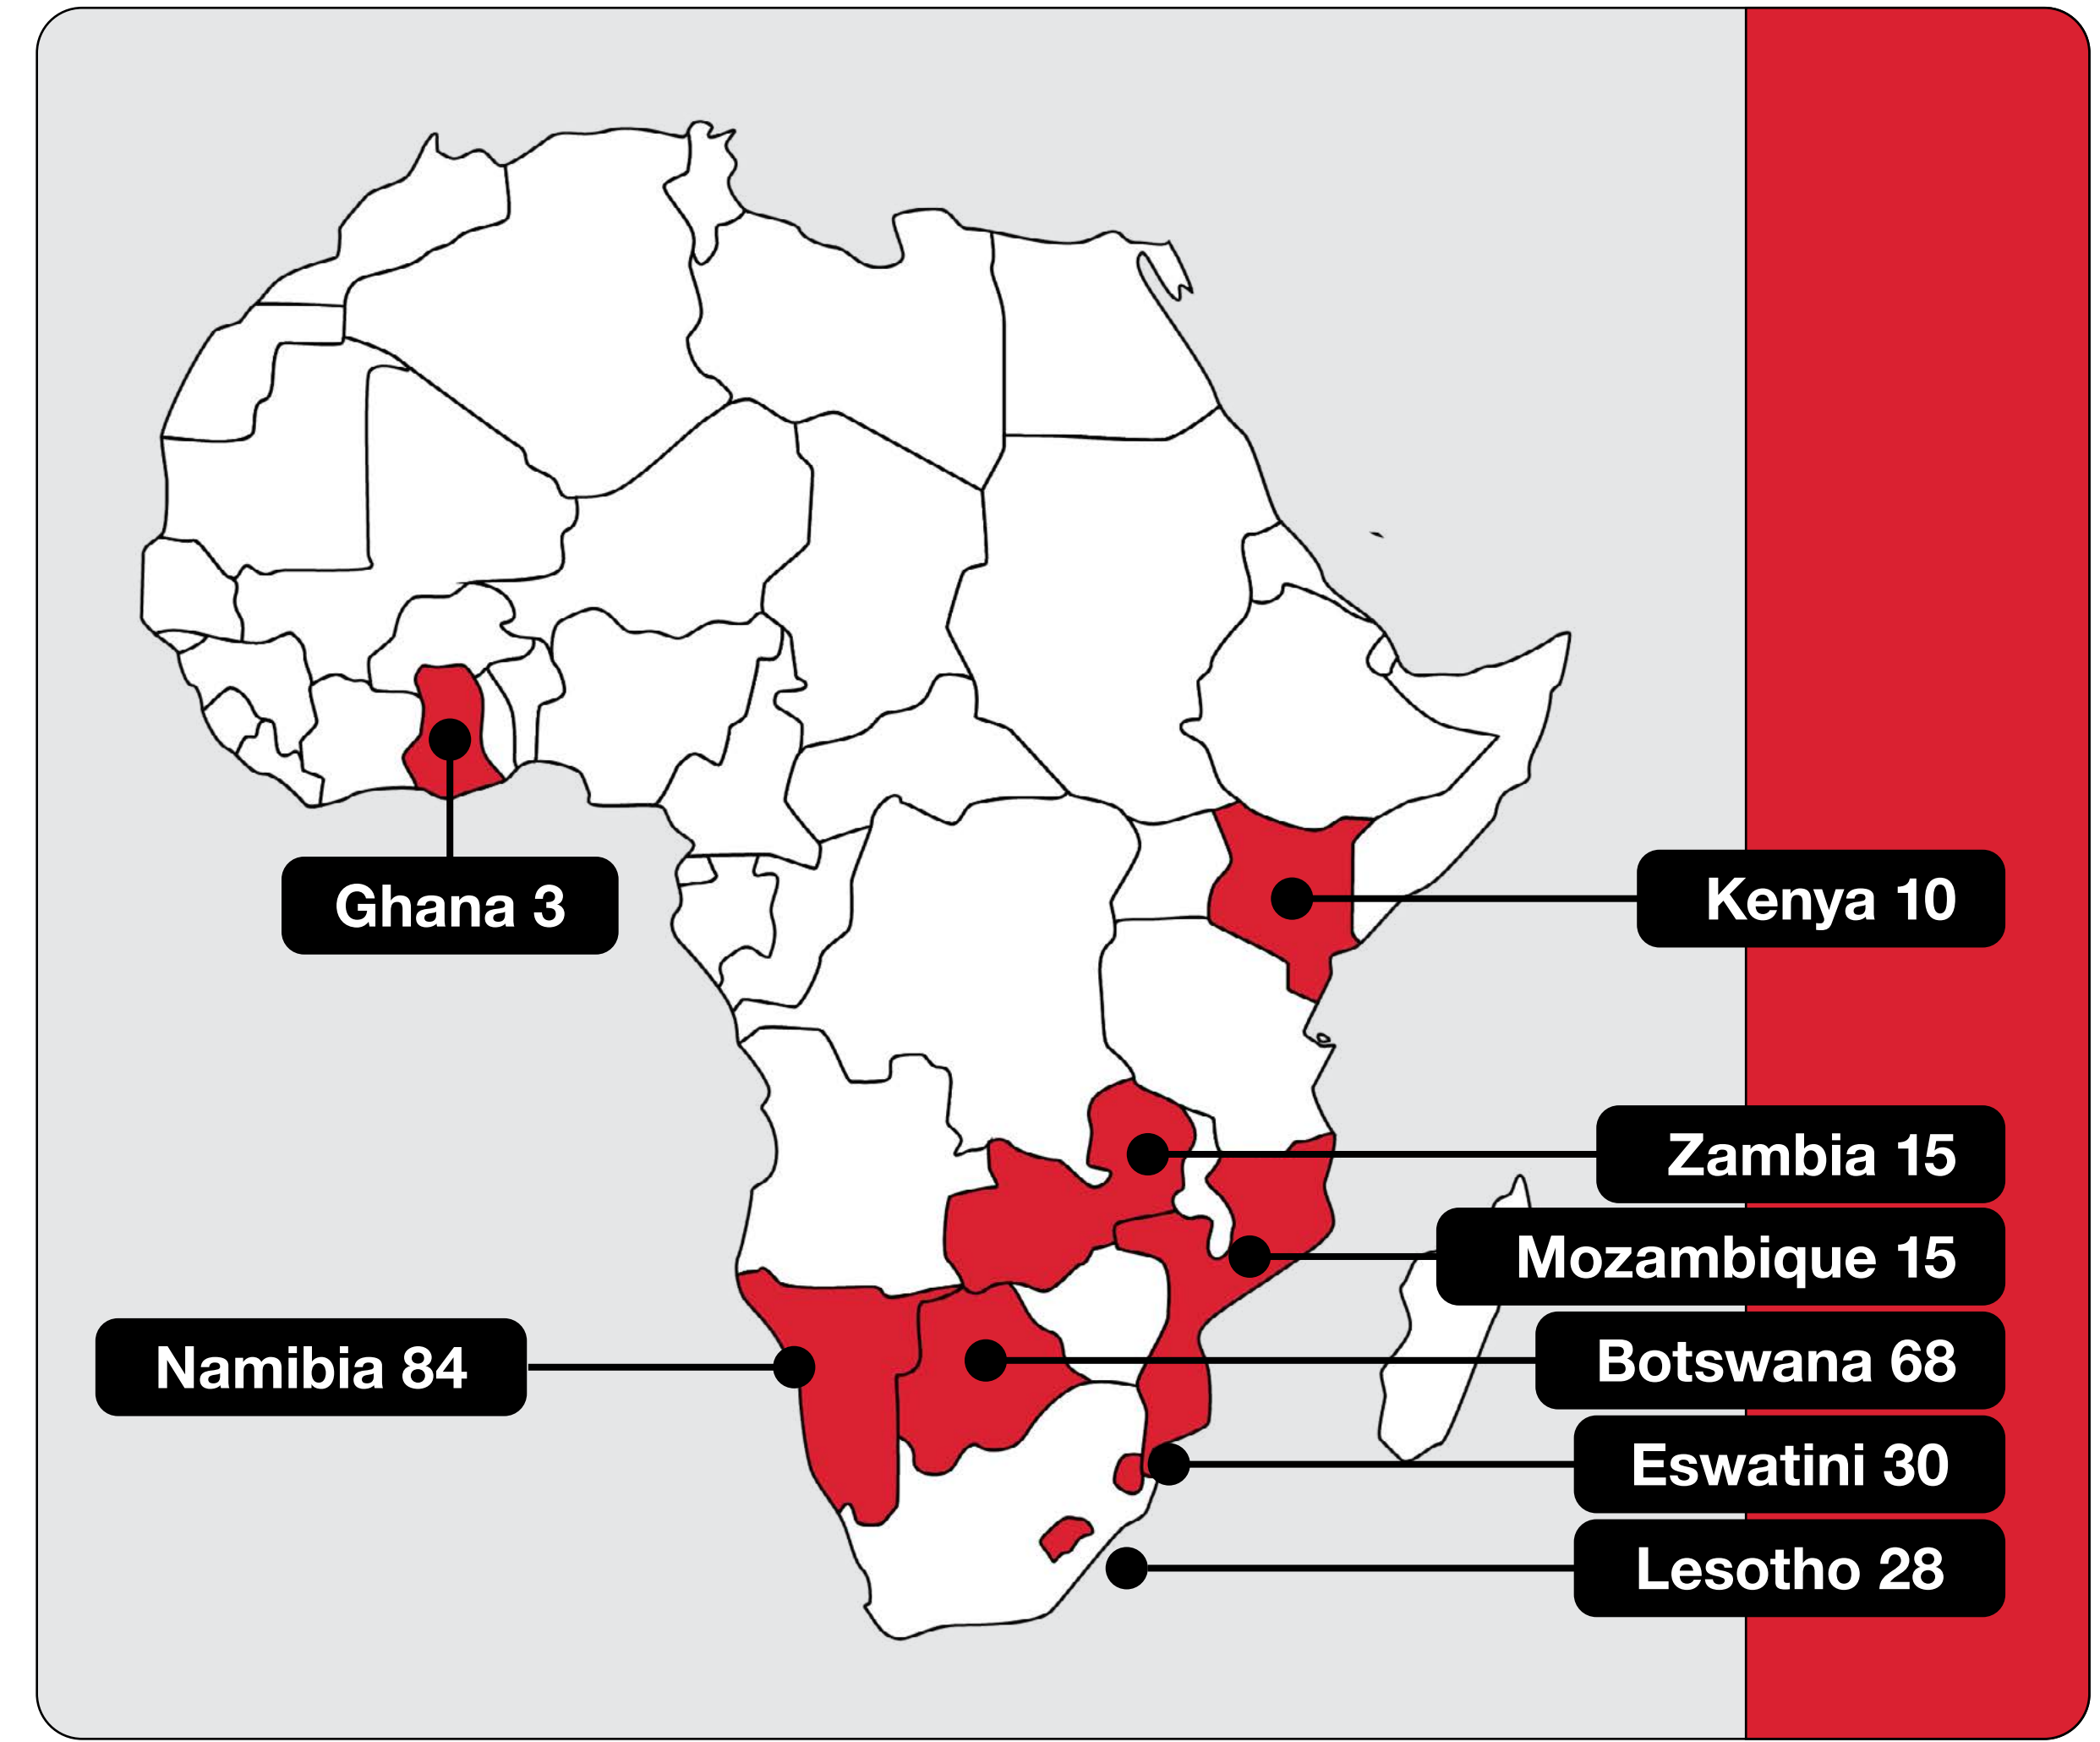 Ghana 3
Kenya 10
Zambia 15
Mozambique 15
Namibia 84
Botswana 68
Eswatini 30
Lesotho 28